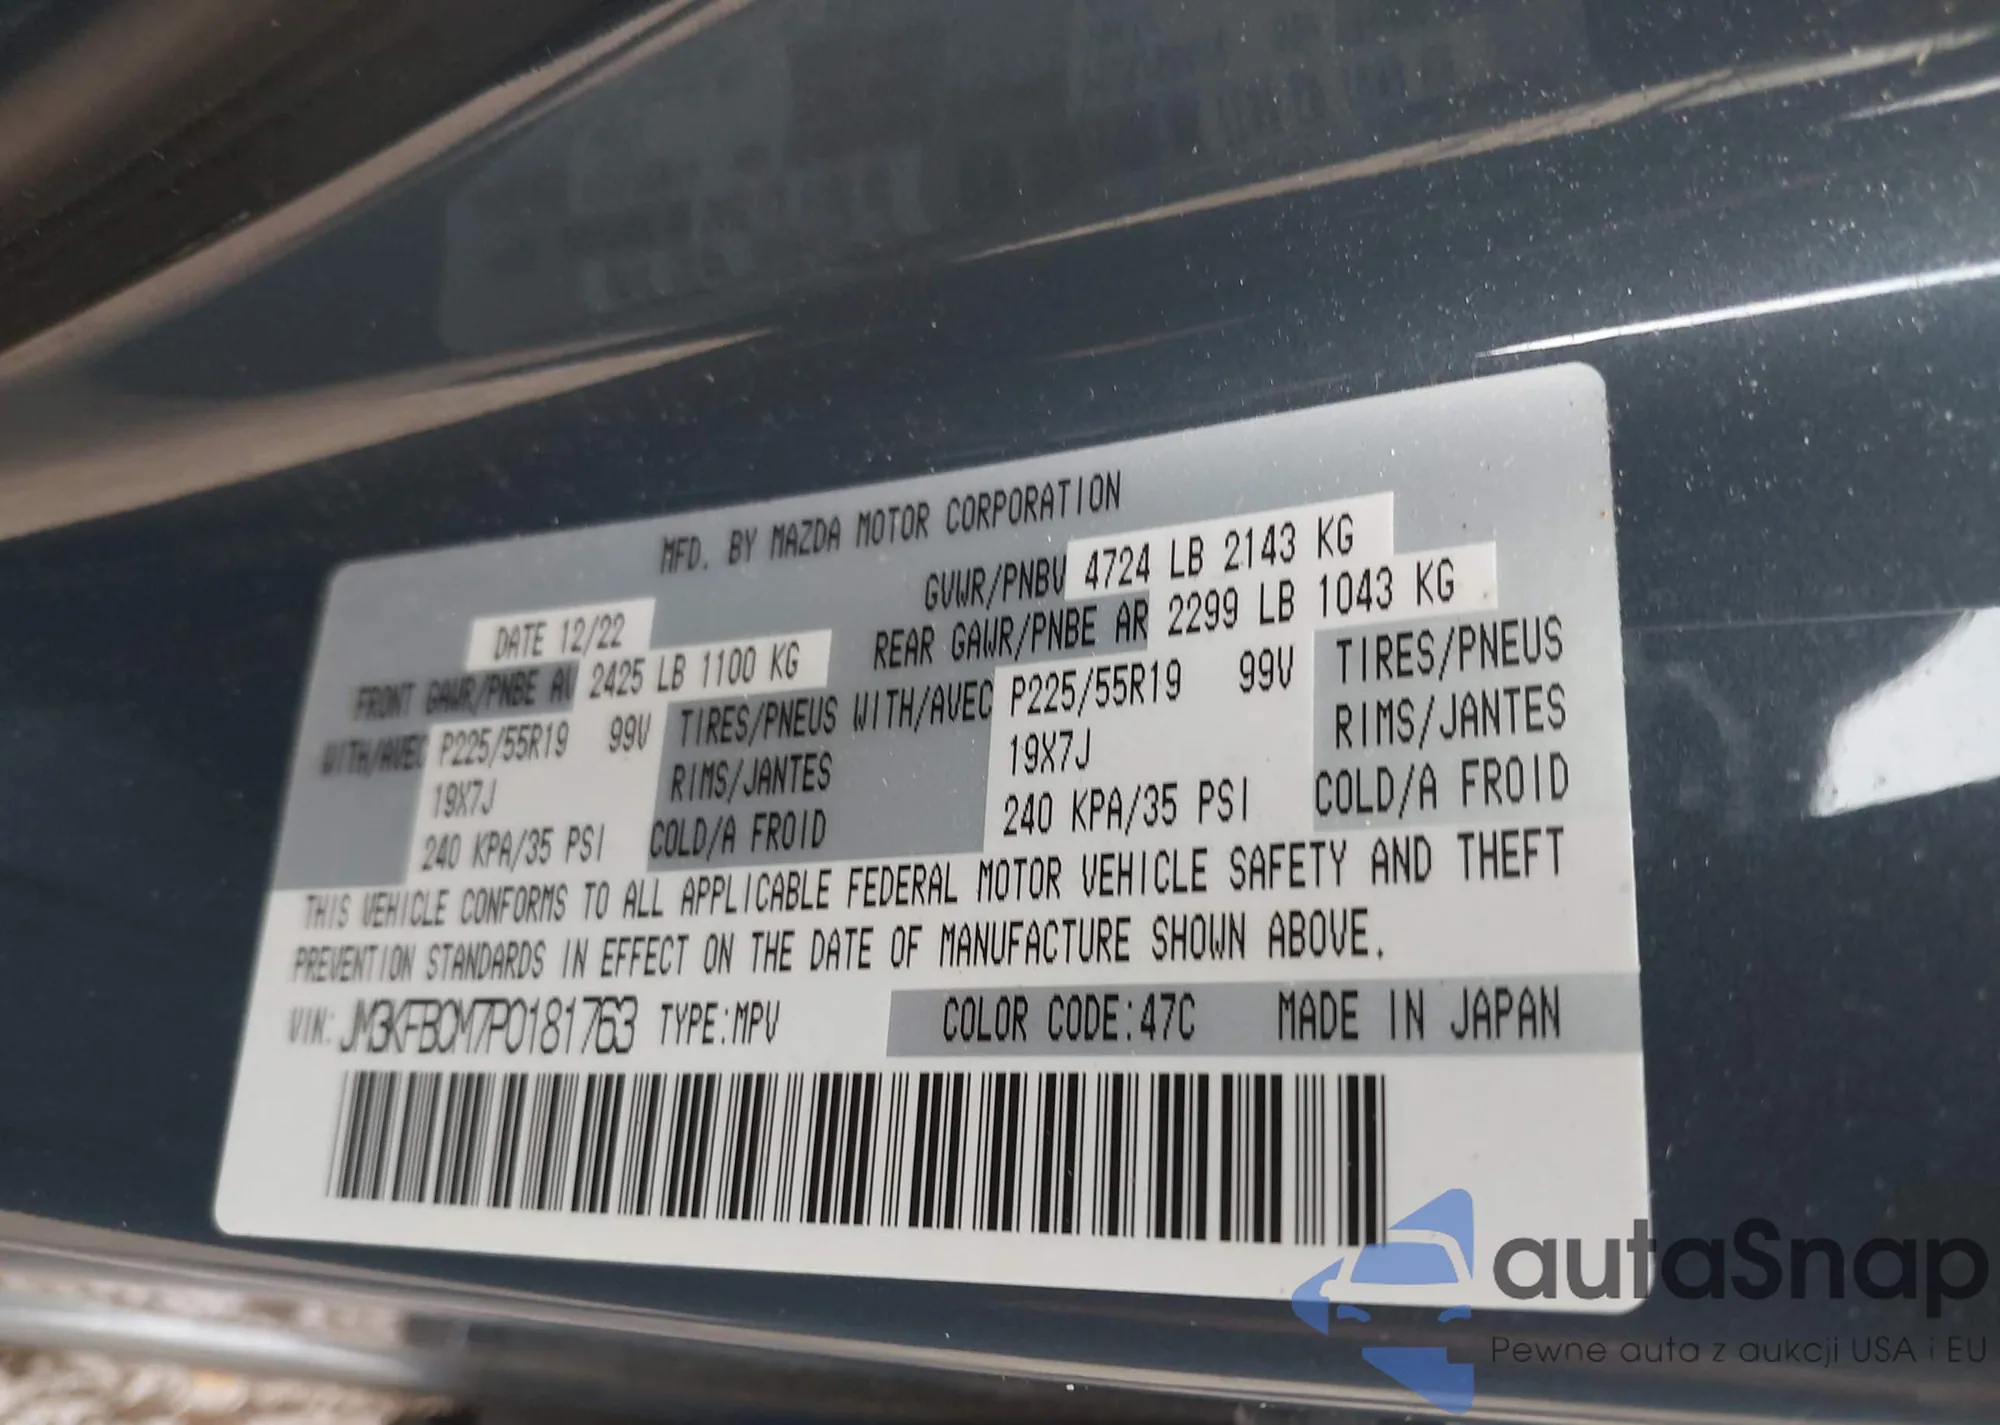 MFD. BY MAZDA MOTOR CORPORATION
GVWR/PNBV 4724 LB 2143 KG
DATE 12/22
REAR GAWR/PNBE AR 2299 LB 1043 KG
FRONT GAWR/PNBE AV 2425 LB 1100 KG
WITH/AVEC P225/55R19 99V TIRES/PNEUS WITH/AVEC P225/55R19 99V TIRES/PNEUS
19X7J RIMS/JANTES 19X7J RIMS/JANTES
240 KPA/35 PSI COLD/A FROID 240 KPA/35 PSI COLD/A FROID
THIS VEHICLE CONFORMS TO ALL APPLICABLE FEDERAL MOTOR VEHICLE SAFETY AND THEFT
PREVENTION STANDARDS IN EFFECT ON THE DATE OF MANUFACTURE SHOWN ABOVE.
VIN: JM3KFBCM7P0181763 TYPE:MPV COLOR CODE:47C MADE IN JAPAN
autaSnap
Pewne auta z aukcji USA i EU